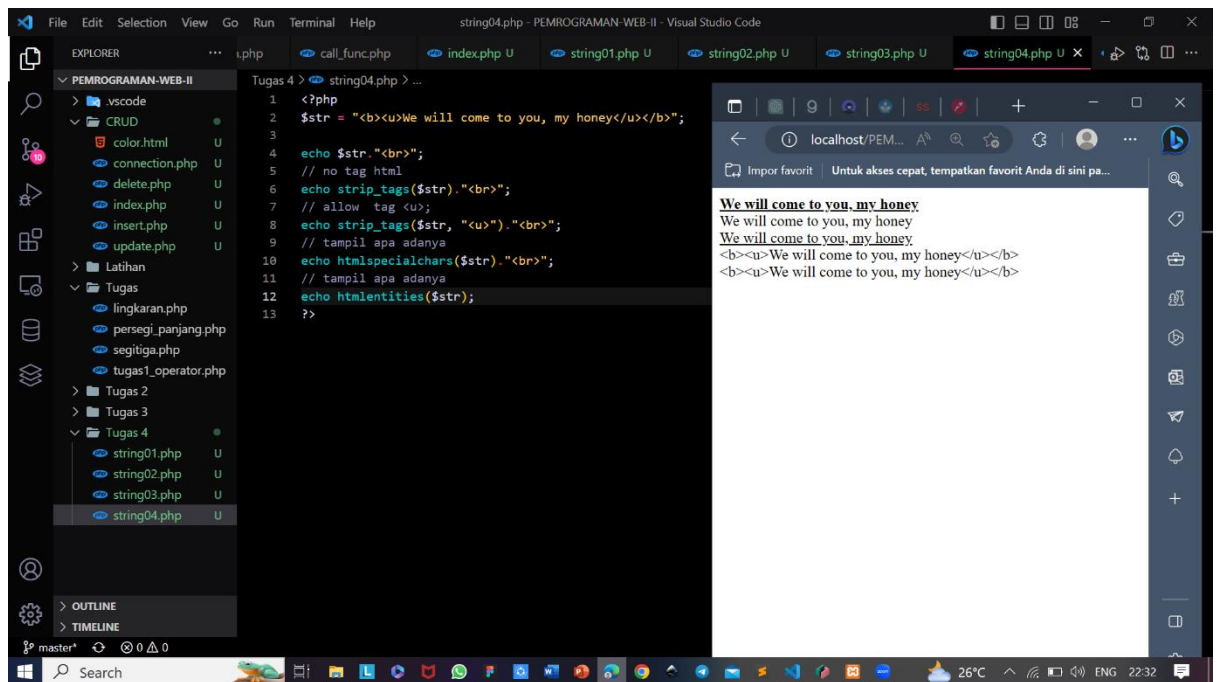 File Edit Selection View Go Run Terminal Help string04.php - PEMROGRAMAN-WEB-II - Visual Studio Code
EXPLORER
.php call_func.php index.php U string01.php U string02.php U string03.php U string04.php U
PEMROGRAMAN-WEB-II
.vscode
CRUD
color.html U
connection.php U
delete.php U
index.php U
insert.php U
update.php U
Latihan
Tugas
lingkaran.php
persegi_panjang.php
segitiga.php
tugas1_operator.php
Tugas 2
Tugas 3
Tugas 4
string01.php U
string02.php U
string03.php U
string04.php U
OUTLINE
TIMELINE
10
Tugas 4 > string04.php > ...
1 <?php
2 $str = "<b><u>We will come to you, my honey</u></b>";
3
4 echo $str."<br>";
5 // no tag html
6 echo strip_tags($str)."<br>";
7 // allow  tag <u>;
8 echo strip_tags($str, "<u>")."<br>";
9 // tampil apa adanya
10 echo htmlspecialchars($str)."<br>";
11 // tampil apa adanya
12 echo htmlentities($str);
13 ?>
localhost/PEM...
Impor favorit | Untuk akses cepat, tempatkan favorit Anda di sini pa...
We will come to you, my honey
We will come to you, my honey
We will come to you, my honey
<b><u>We will come to you, my honey</u></b>
<b><u>We will come to you, my honey</u></b>
master* 0 0
Search 26°C ENG 22:32